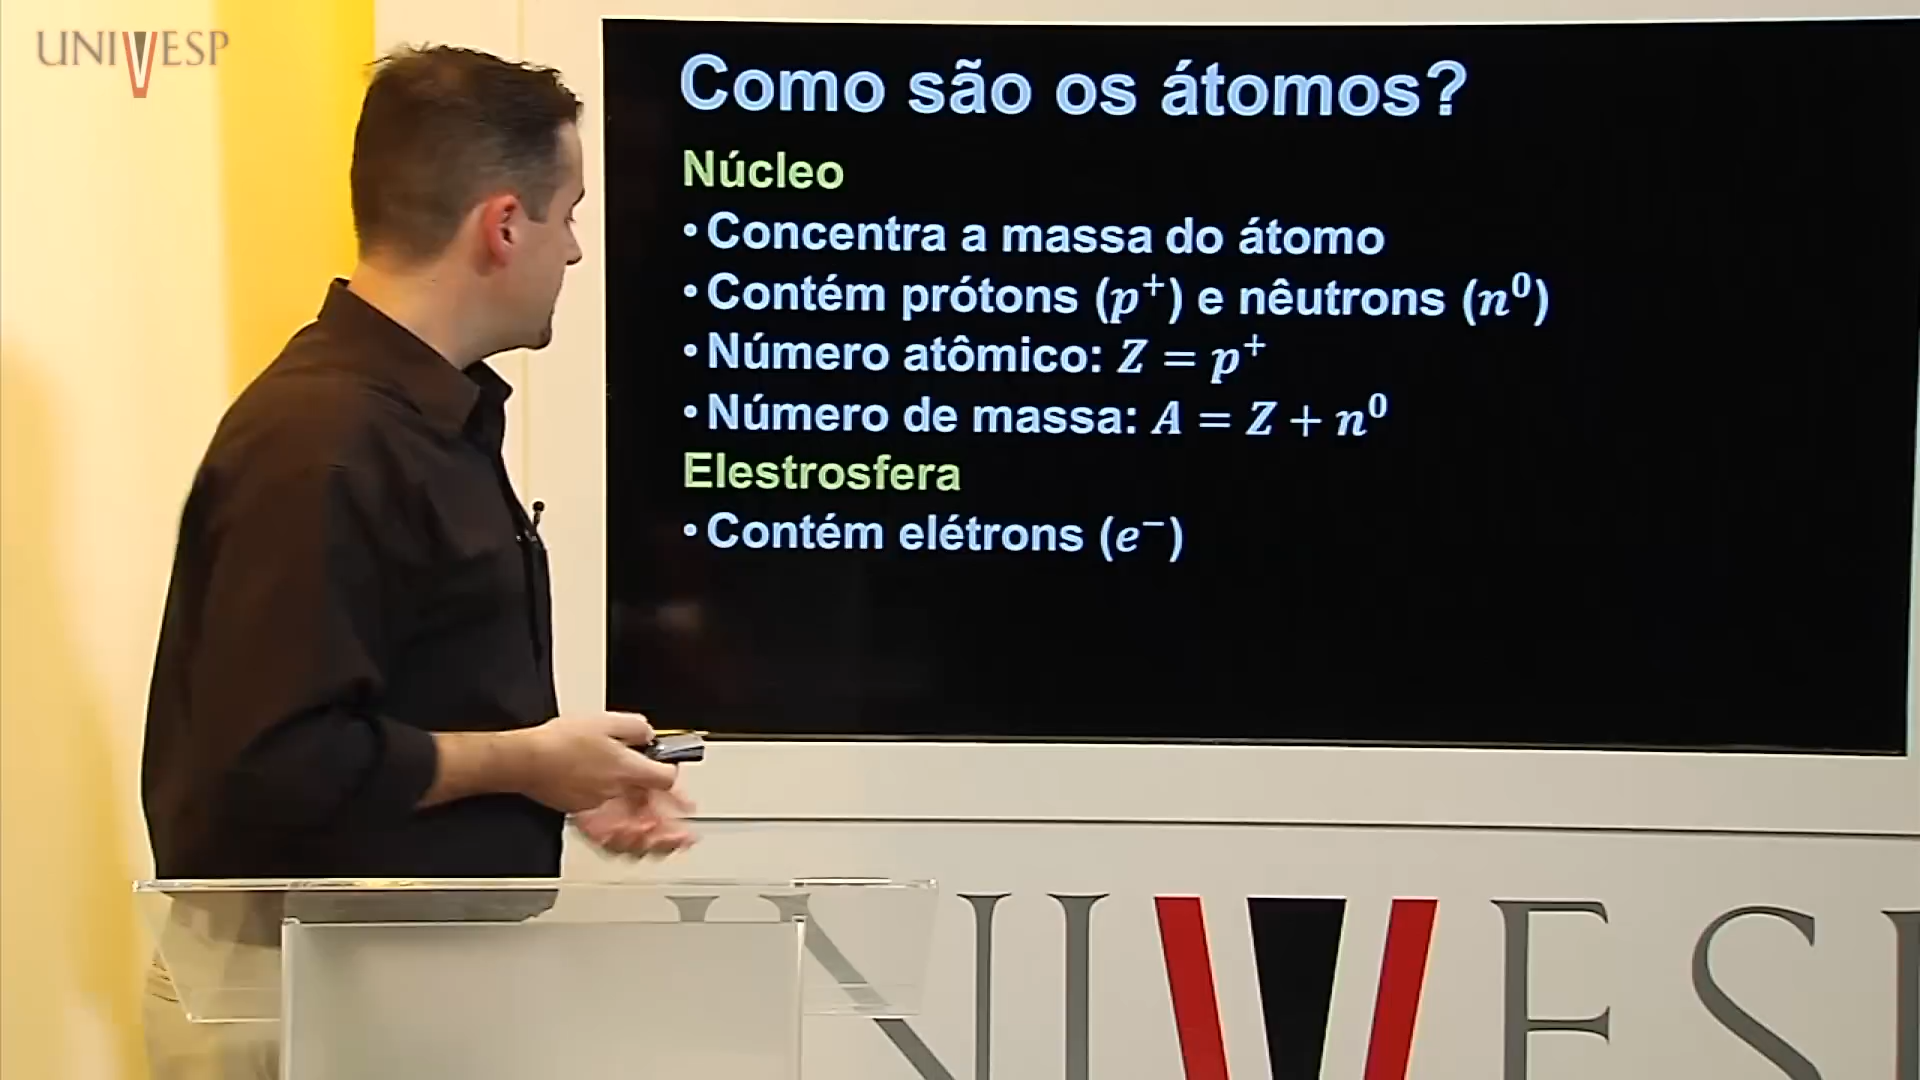 UNIVESP
Como são os átomos?
Núcleo
• Concentra a massa do átomo
• Contém prótons (p⁺) e nêutrons (n⁰)
• Número atômico: Z = p⁺
• Número de massa: A = Z + n⁰
Elestrosfera
• Contém elétrons (e⁻)
UNIVES